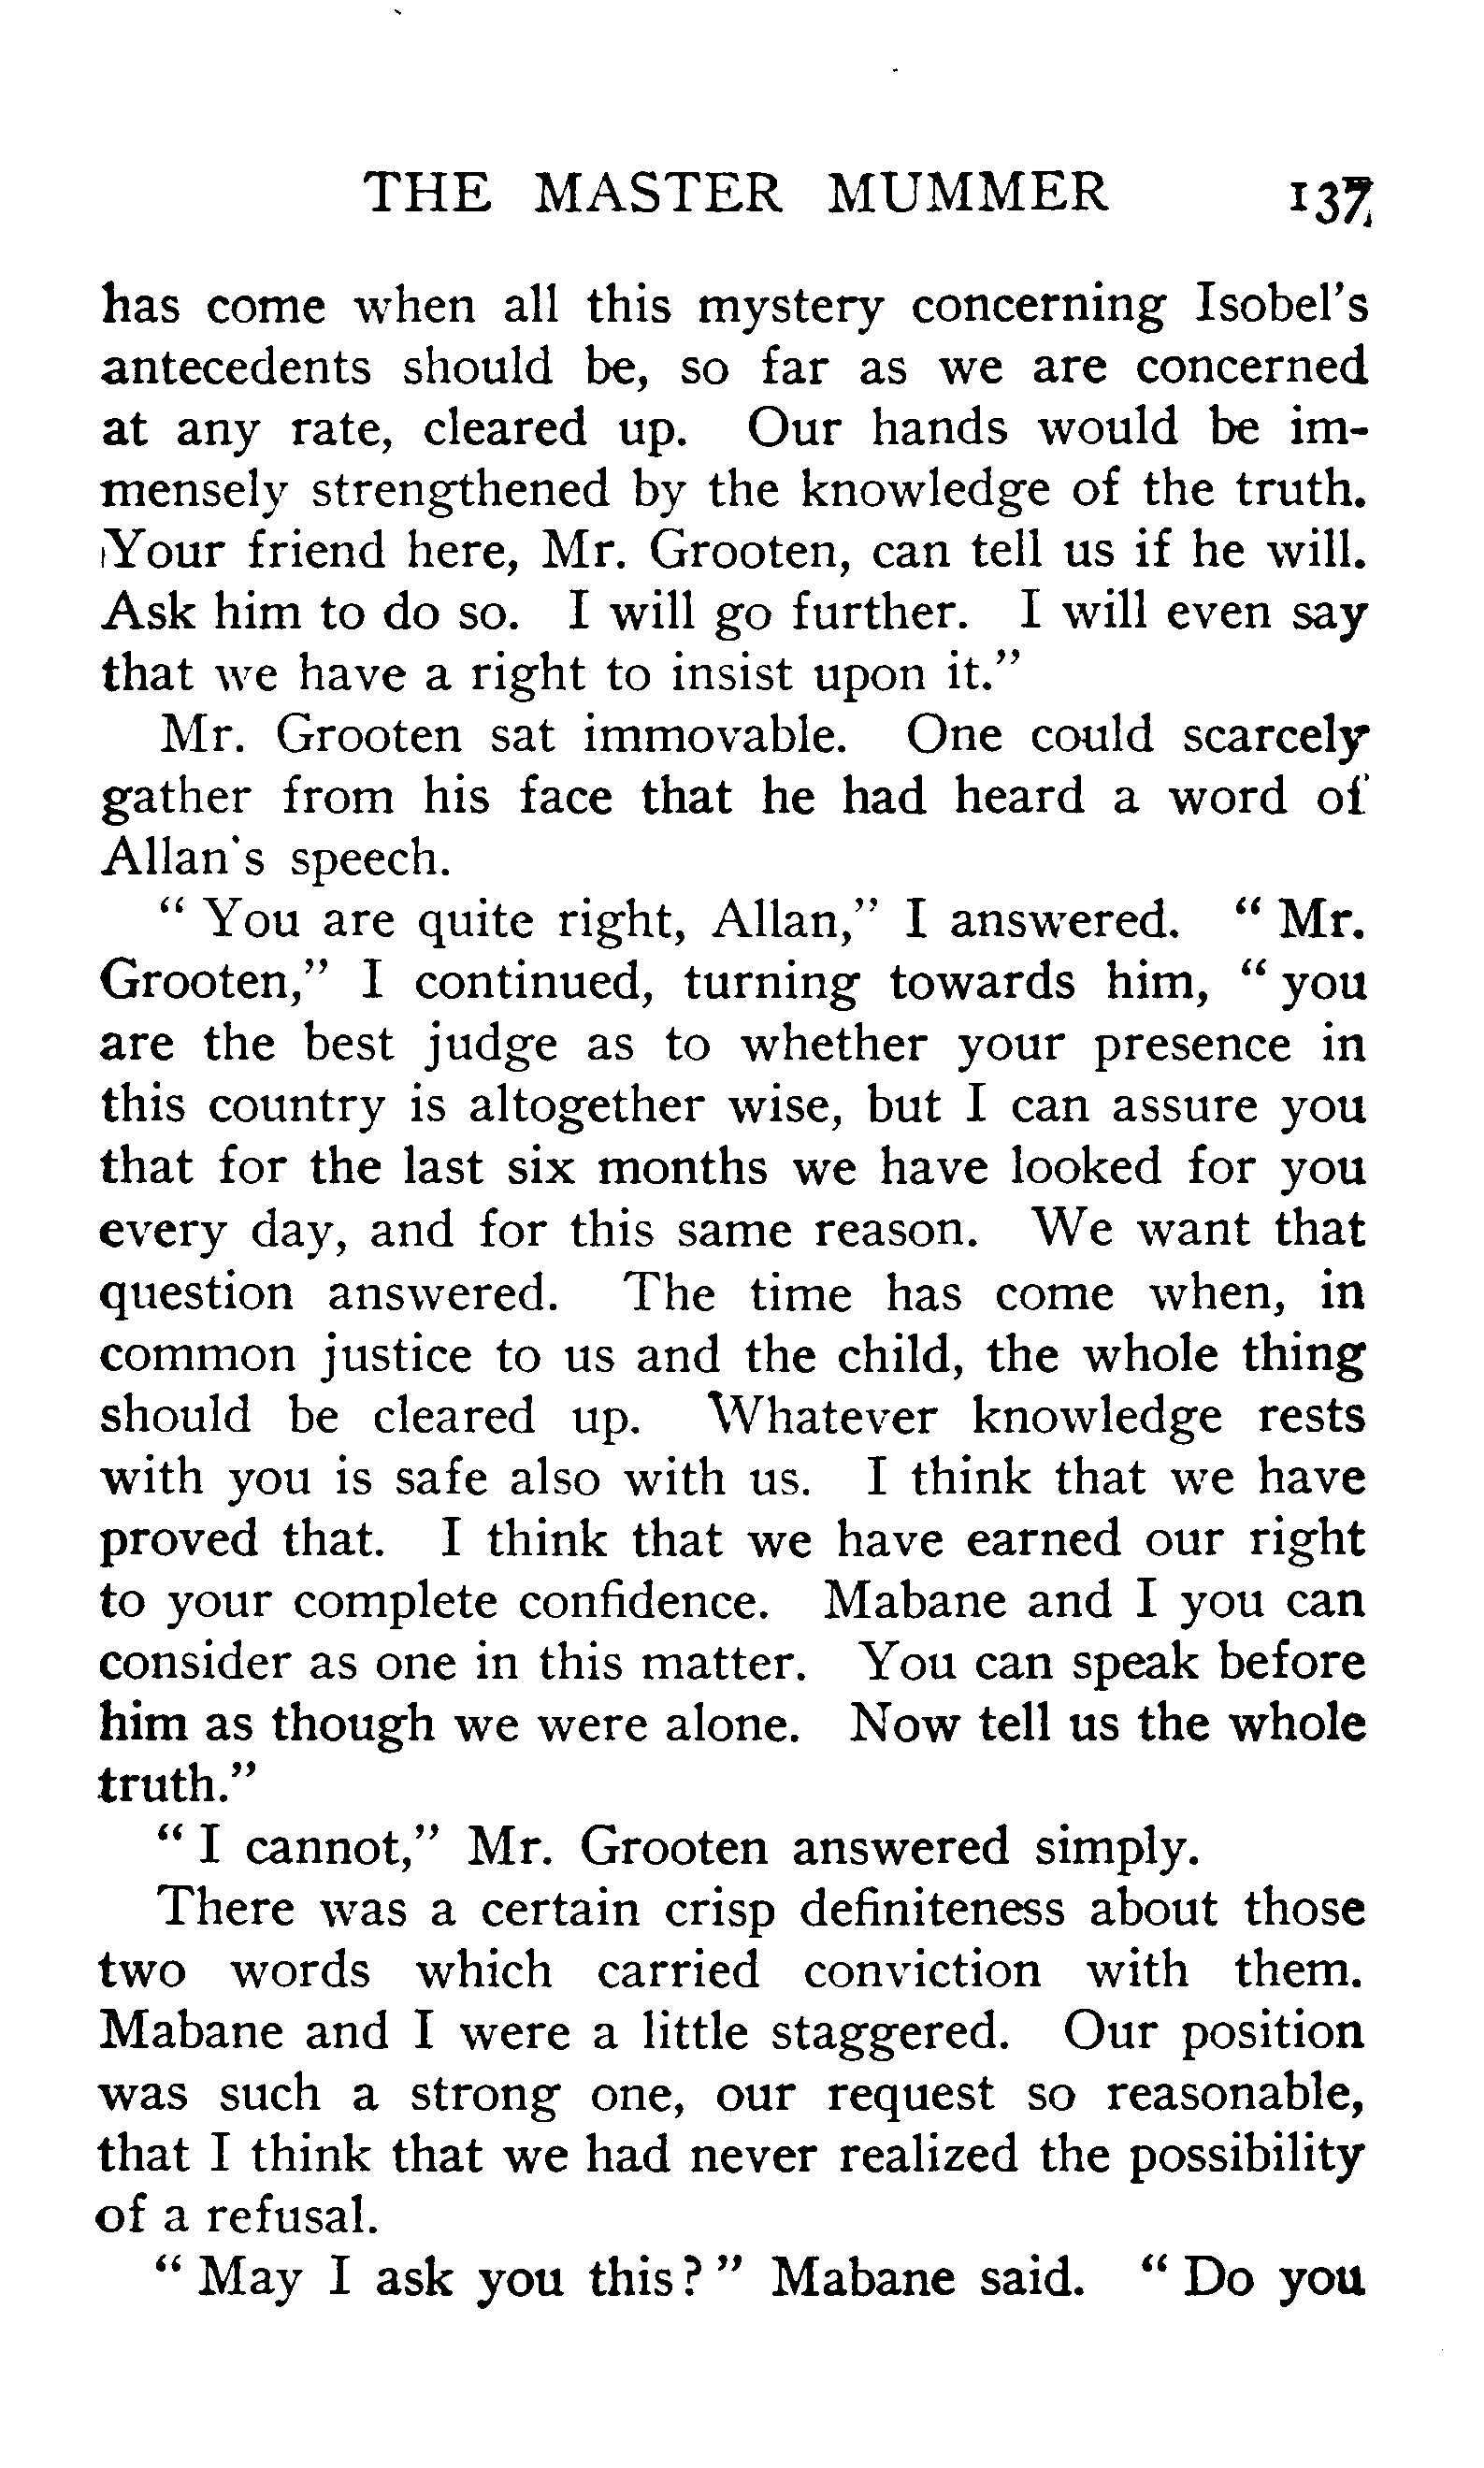 THE MASTER MUMMER 137
has come when all this mystery concerning Isobel's
antecedents should be, so far as we are concerned
at any rate, cleared up. Our hands would be im-
mensely strengthened by the knowledge of the truth.
Your friend here, Mr. Grooten, can tell us if he will.
Ask him to do so. I will go further. I will even say
that we have a right to insist upon it."
Mr. Grooten sat immovable. One could scarcely
gather from his face that he had heard a word of
Allan's speech.
" You are quite right, Allan," I answered. " Mr.
Grooten," I continued, turning towards him, " you
are the best judge as to whether your presence in
this country is altogether wise, but I can assure you
that for the last six months we have looked for you
every day, and for this same reason. We want that
question answered. The time has come when, in
common justice to us and the child, the whole thing
should be cleared up. Whatever knowledge rests
with you is safe also with us. I think that we have
proved that. I think that we have earned our right
to your complete confidence. Mabane and I you can
consider as one in this matter. You can speak before
him as though we were alone. Now tell us the whole
truth."
" I cannot," Mr. Grooten answered simply.
There was a certain crisp definiteness about those
two words which carried conviction with them.
Mabane and I were a little staggered. Our position
was such a strong one, our request so reasonable,
that I think that we had never realized the possibility
of a refusal.
" May I ask you this ? " Mabane said. " Do you